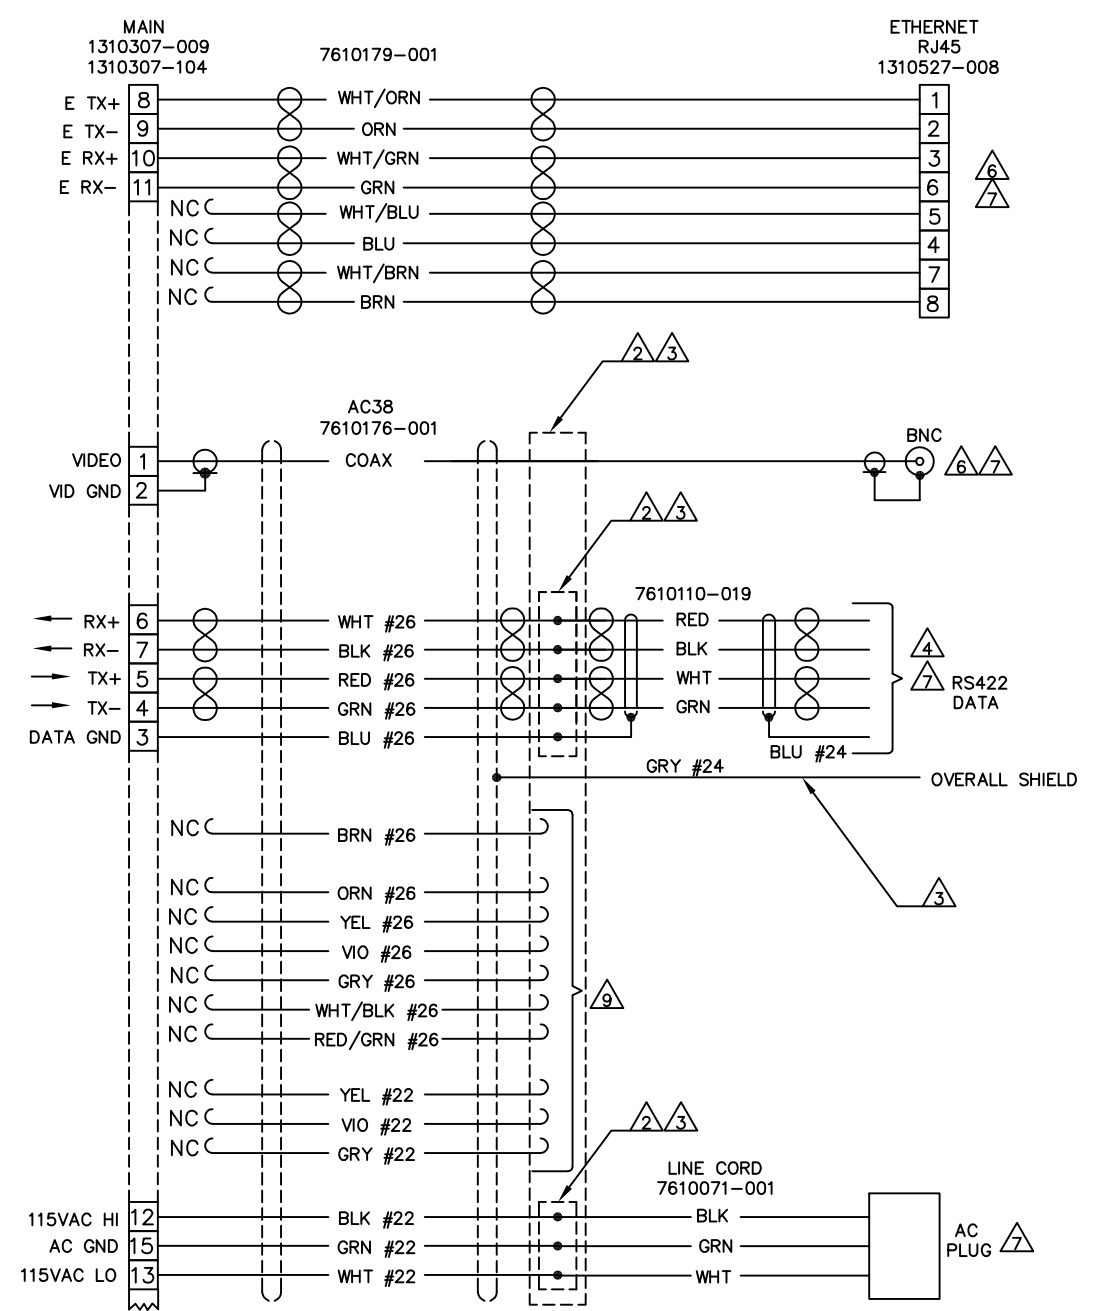 MAIN
1310307-009
1310307-104
7610179-001
ETHERNET
RJ45
1310527-008
E TX+ 8 WHT/ORN 1
E TX- 9 ORN 2
E RX+ 10 WHT/GRN 3
6
E RX- 11 GRN 6
7
NC WHT/BLU 5
NC BLU 4
NC WHT/BRN 7
NC BRN 8
2 3
AC38
7610176-001
BNC
VIDEO 1 COAX
6 7
VID GND 2
2 3
7610110-019
RX+ 6 WHT #26 RED
RX- 7 BLK #26 BLK
4
TX+ 5 RED #26 WHT
7 RS422
DATA
TX- 4 GRN #26 GRN
DATA GND 3 BLU #26
BLU #24
GRY #24
OVERALL SHIELD
NC BRN #26
3
NC ORN #26
NC YEL #26
NC VIO #26
NC GRY #26
9
NC WHT/BLK #26
NC RED/GRN #26
NC YEL #22
NC VIO #22
2 3
NC GRY #22
LINE CORD
7610071-001
115VAC HI 12 BLK #22 BLK
AC GND 15 GRN #22 GRN
AC
PLUG 7
115VAC LO 13 WHT #22 WHT